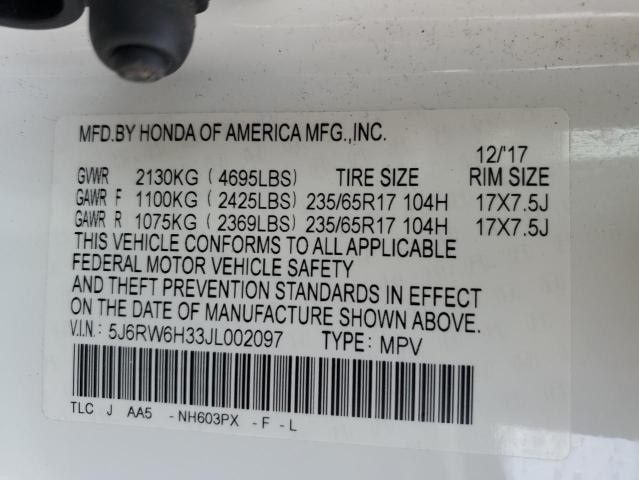 MFD.BY HONDA OF AMERICA MFG.,INC.
12/'17
GVWR 2130KG (4695LBS) TIRE SIZE RIM SIZE
GAWR F 1100KG (2425LBS) 235/65R17 104H 17X7.5J
GAWR R 1075KG (2369LBS) 235/65R17 104H 17X7.5J
THIS VEHICLE CONFORMS TO ALL APPLICABLE
FEDERAL MOTOR VEHICLE SAFETY
AND THEFT PREVENTION STANDARDS IN EFFECT
ON THE DATE OF MANUFACTURE SHOWN ABOVE.
V.I.N.: 5J6RW6H33JL002097 TYPE: MPV
TLC J AA5 -NH603PX -F -L